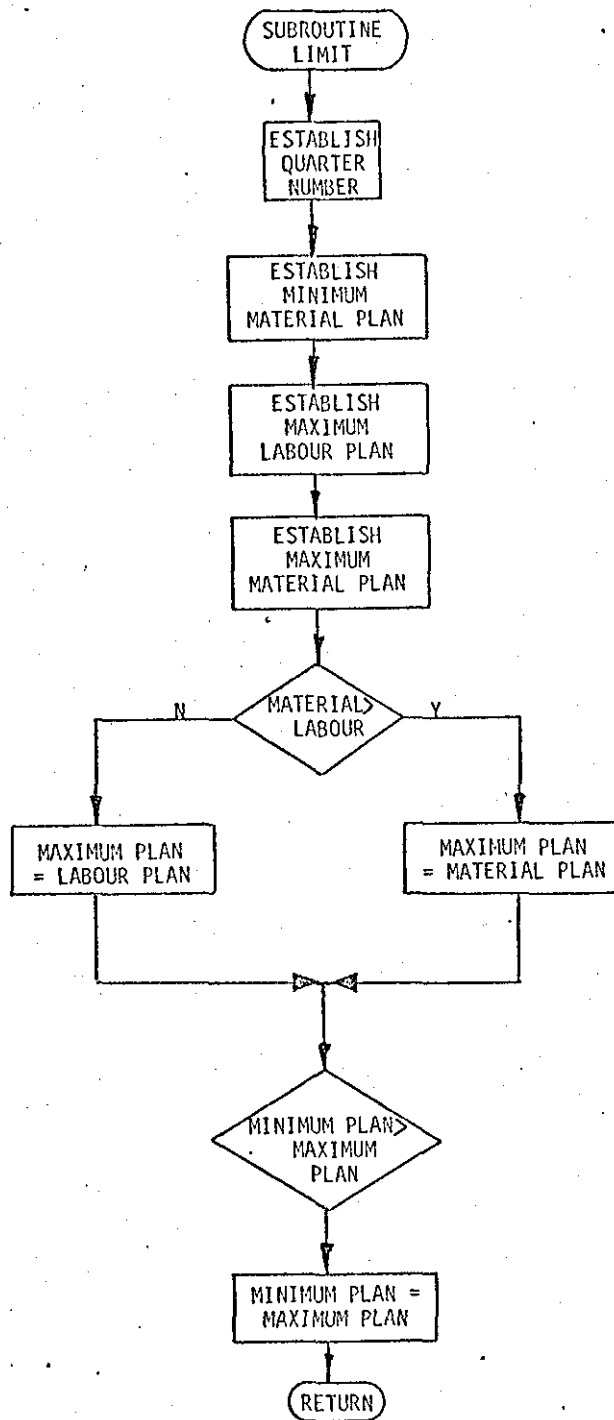 SUBROUTINE
LIMIT
ESTABLISH
QUARTER
NUMBER
ESTABLISH
MINIMUM
MATERIAL PLAN
ESTABLISH
MAXIMUM
LABOUR PLAN
ESTABLISH
MAXIMUM
MATERIAL PLAN
MATERIAL>
LABOUR
N
Y
MAXIMUM PLAN
= LABOUR PLAN
MAXIMUM PLAN
= MATERIAL PLAN
MINIMUM PLAN>
MAXIMUM
PLAN
MINIMUM PLAN =
MAXIMUM PLAN
RETURN